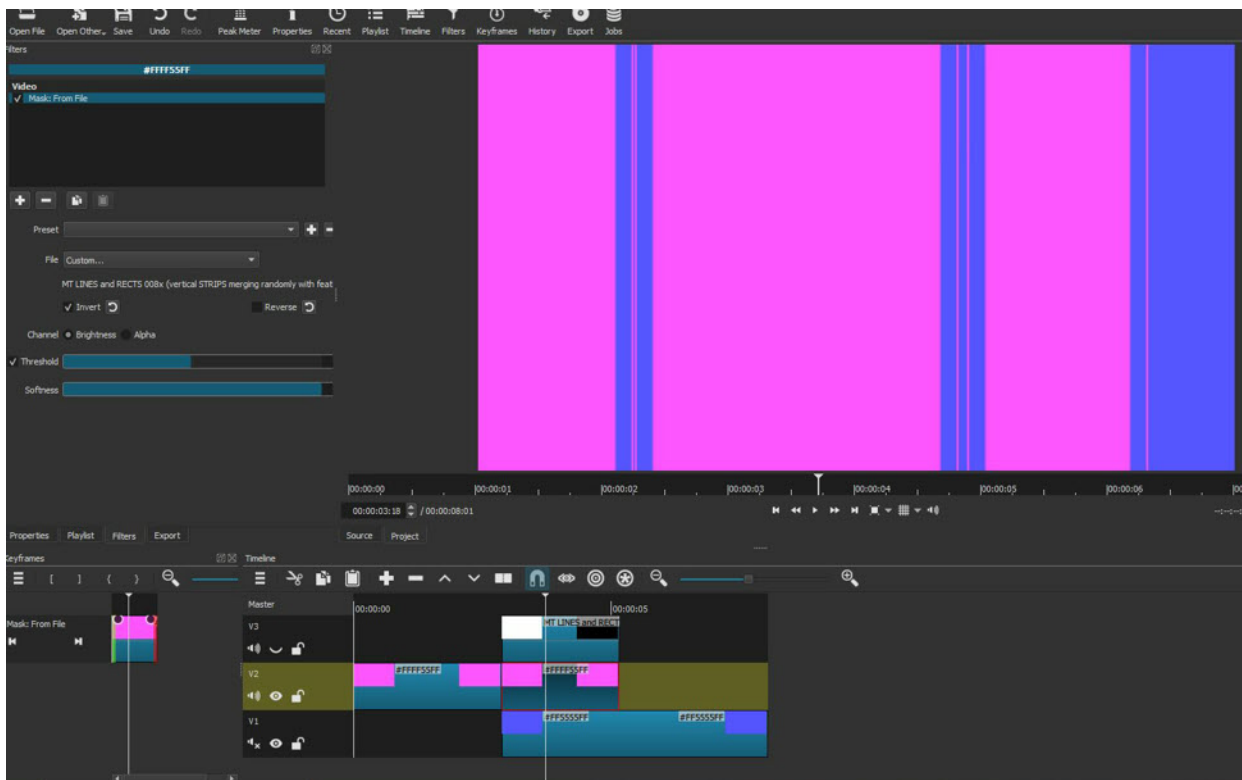 Open File Open Other.. Save Undo Redo Peak Meter Properties Recent Playlist Timeline Filters Keyframes History Export Jobs
#FFFF55FF
Video
Mask: From File
Preset
File Custom...
MT LINES and RECTS 008x (vertical STRIPS merging randomly with feat
Invert Reverse
Channel Brightness Alpha
Threshold
Softness
|00:00:00 |00:00:01 |00:00:02 |00:00:03 |00:00:04 |00:00:05 |00:00:06
00:00:03:18 / 00:00:08:01 --:--:--
Properties Playlist Filters Export Source Project
Timeline
Master |00:00:00 |00:00:05
Mask: From File V3 MT LINES and RECT
V2 #FFFF55FF #FFFF55FF
V1 #FF5555FF #FF5555FF